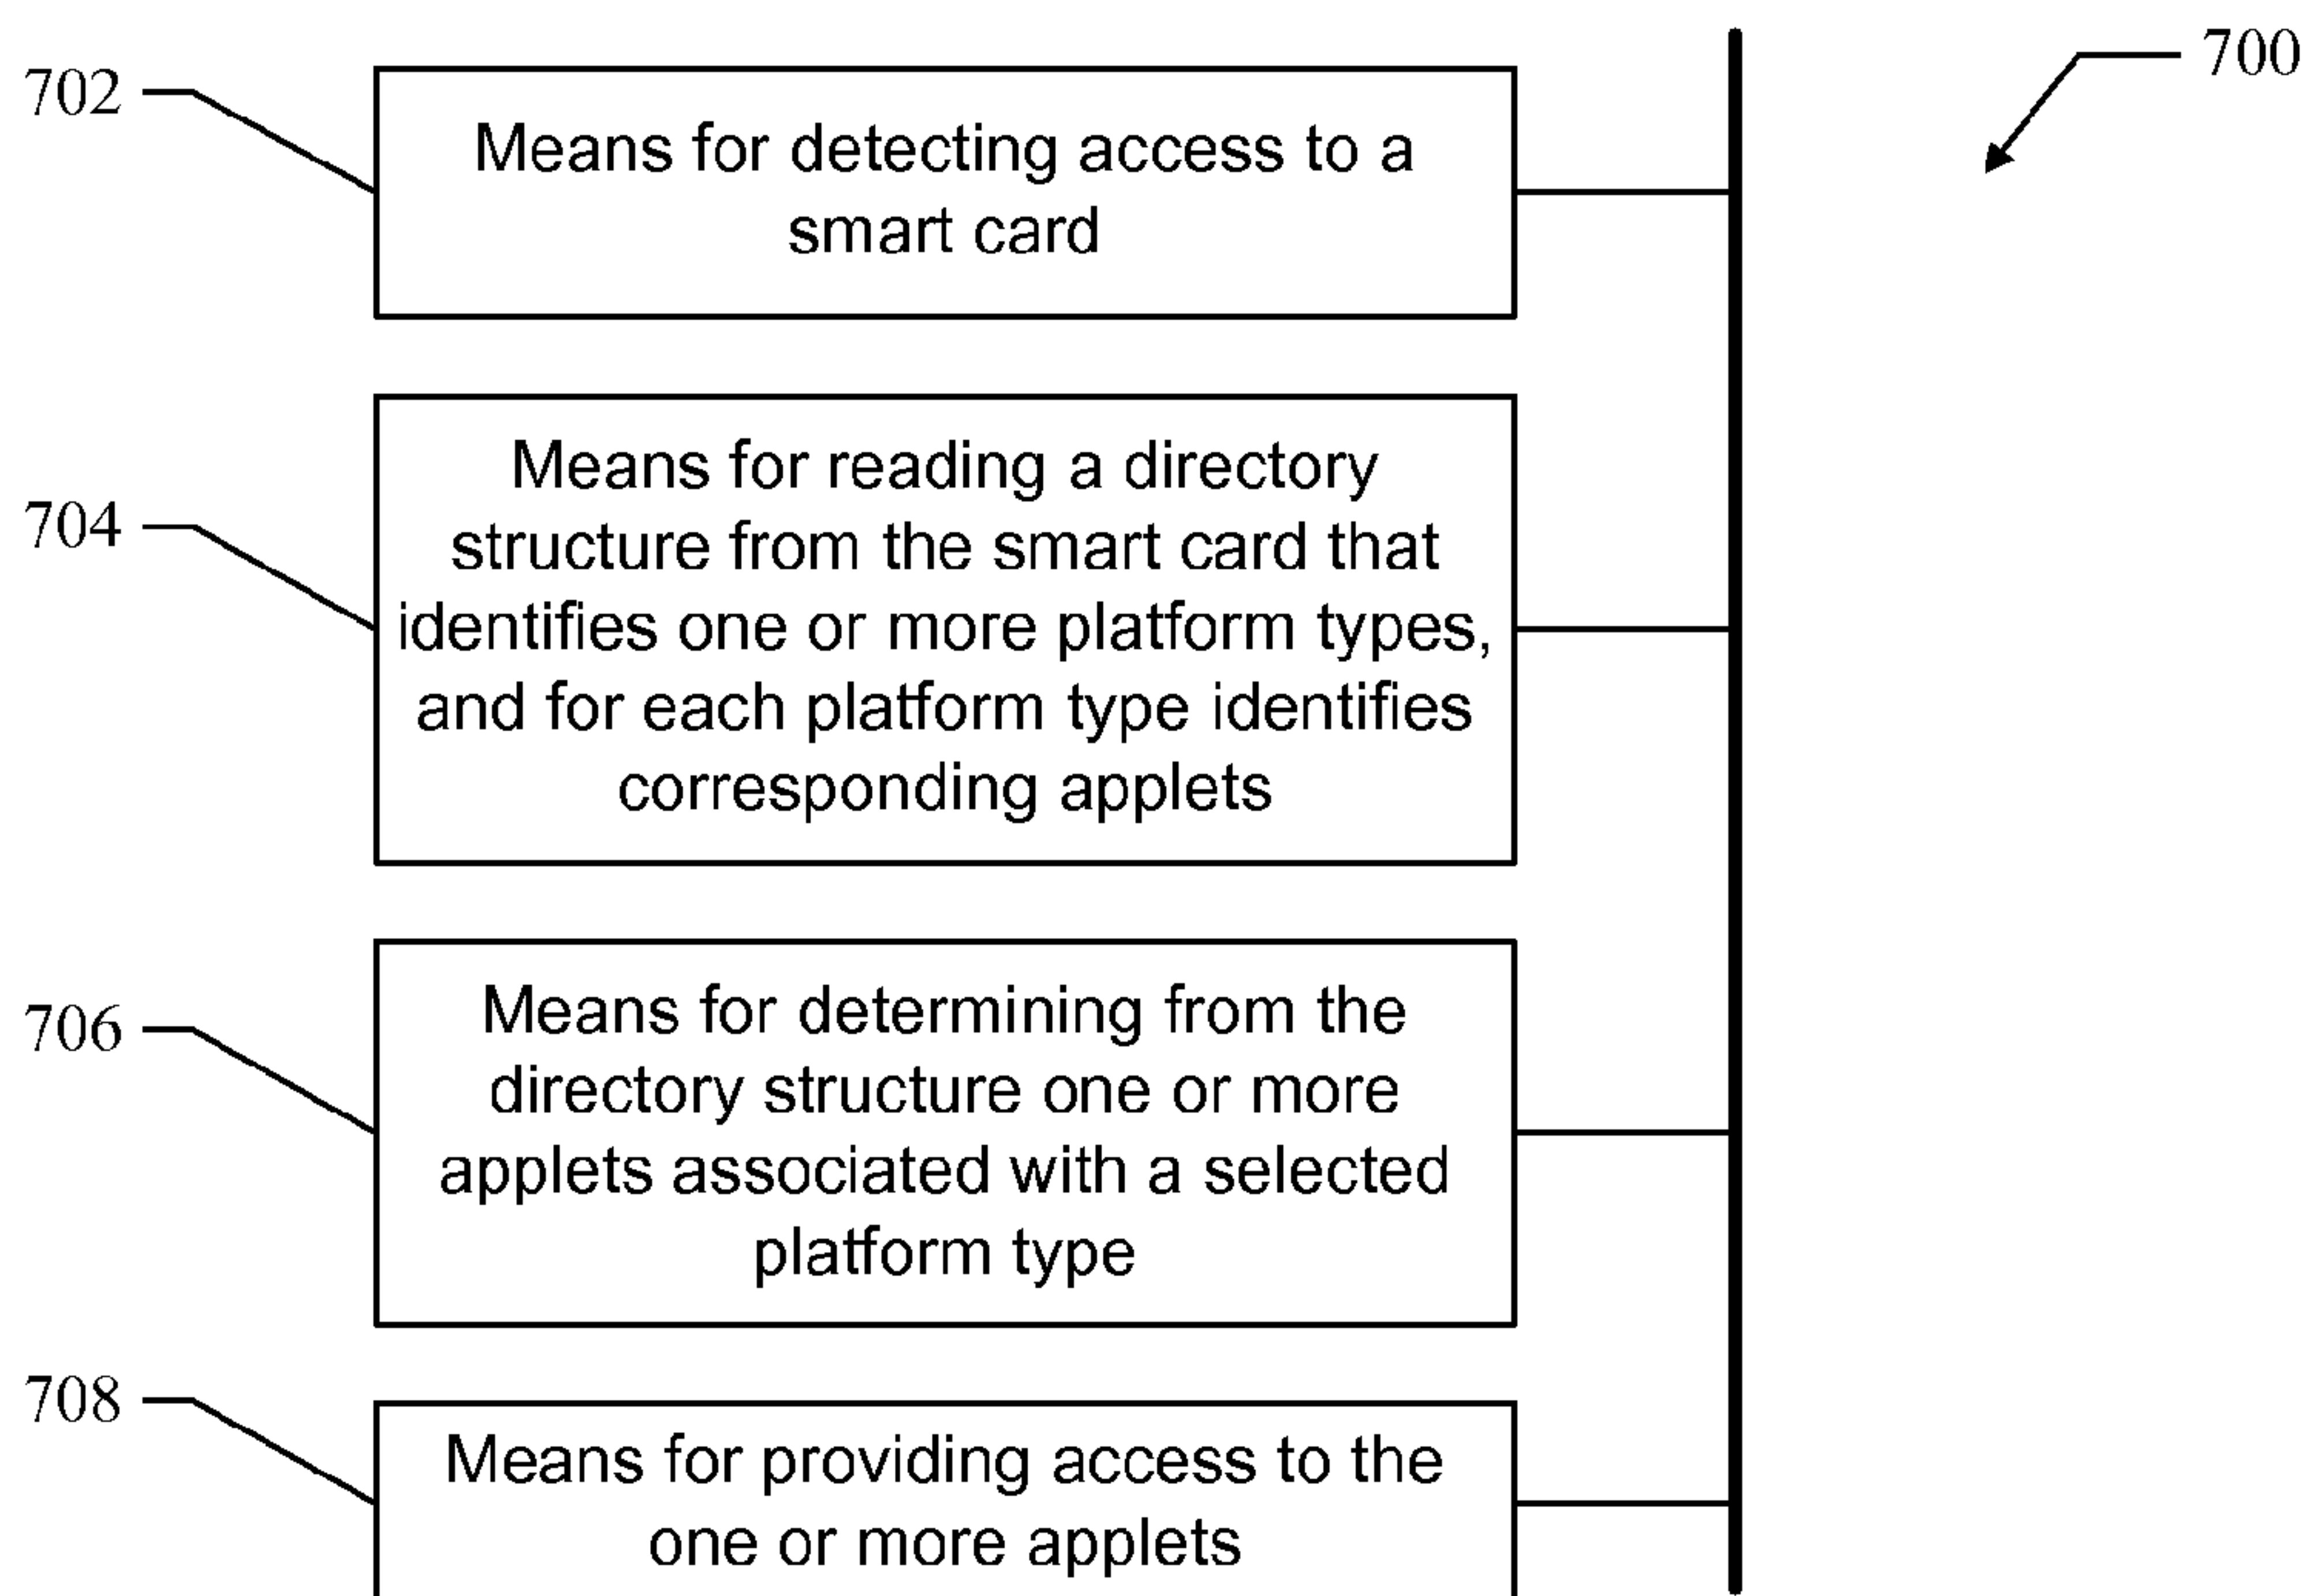 700
702
Means for detecting access to a
smart card
704
Means for reading a directory
structure from the smart card that
identifies one or more platform types,
and for each platform type identifies
corresponding applets
706
Means for determining from the
directory structure one or more
applets associated with a selected
platform type
708
Means for providing access to the
one or more applets